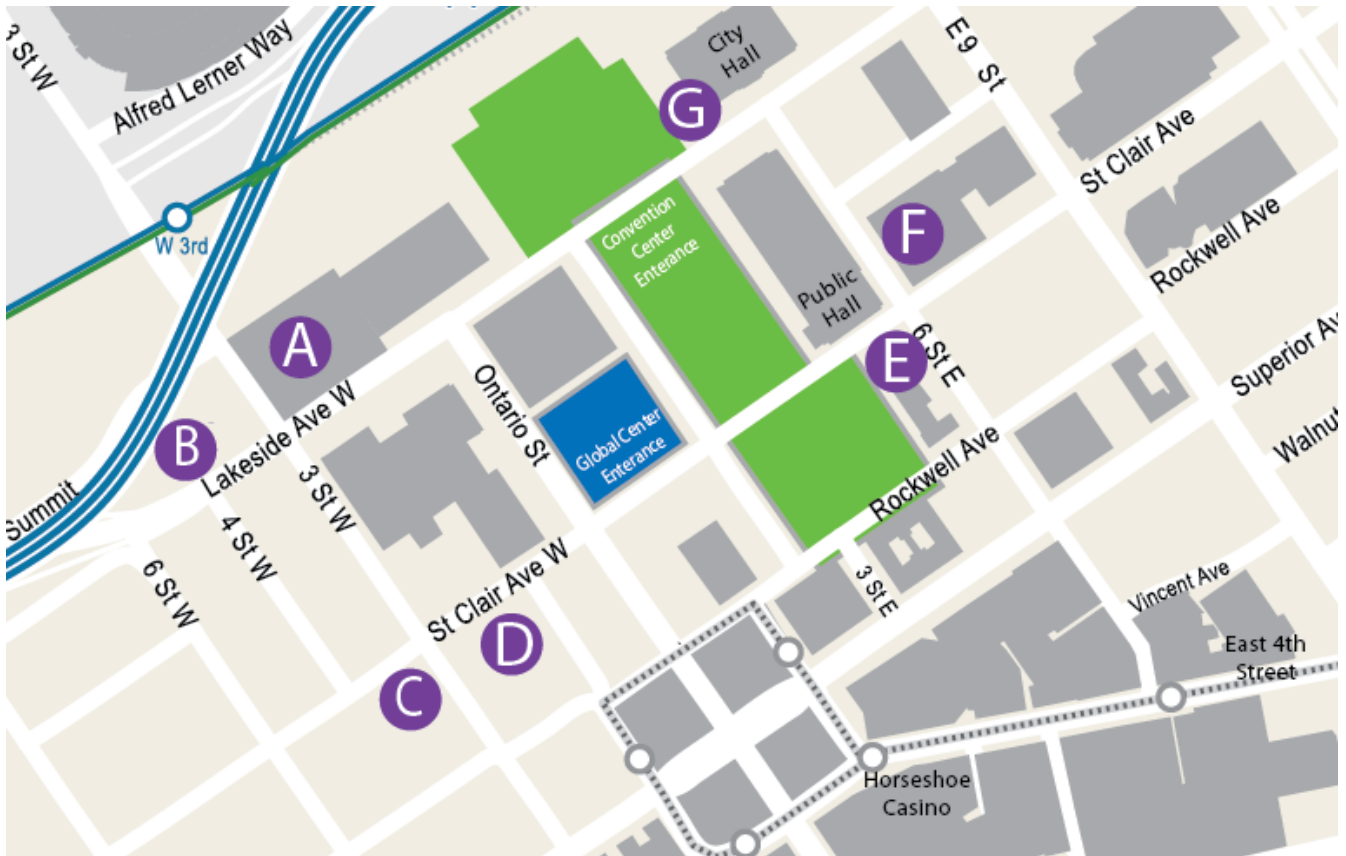 3 St W
Alfred Lerner Way
City
Hall
E 9 St
G
St Clair Ave
W 3rd
Convention
Center
Enterance
F
Rockwell Ave
Public
Hall
A
E
6 St E
Superior Av
Ontario St
Global Center
Enterance
B
Lakeside Ave W
Walnut
Rockwell Ave
3 St W
Summit
4 St W
6 St W
St Clair Ave W
3 St E
Vincent Ave
D
East 4th
Street
C
Horseshoe
Casino